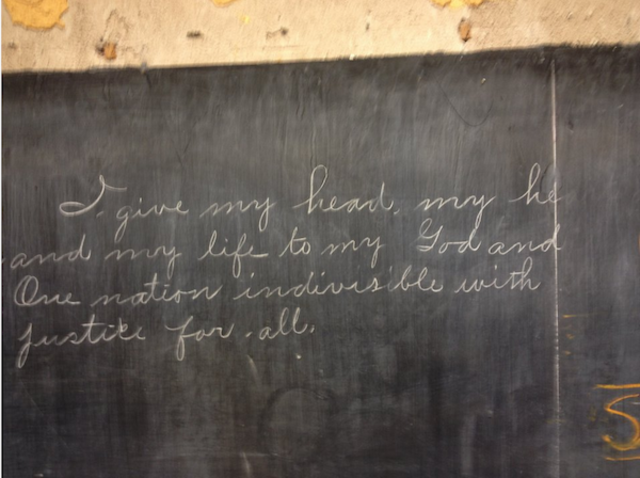 I give my head, my he
and my life to my God and
One nation indivisible with
justice for all.
S